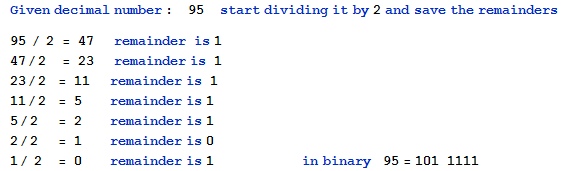 Given decimal number : 95 start dividing it by 2 and save the remainders
95 / 2 = 47 remainder is 1
47/2 = 23 remainder is 1
23/2 = 11 remainder is 1
11/2 = 5 remainder is 1
5/2 = 2 remainder is 1
2/2 = 1 remainder is 0
1/ 2 = 0 remainder is 1 in binary 95 = 101 1111